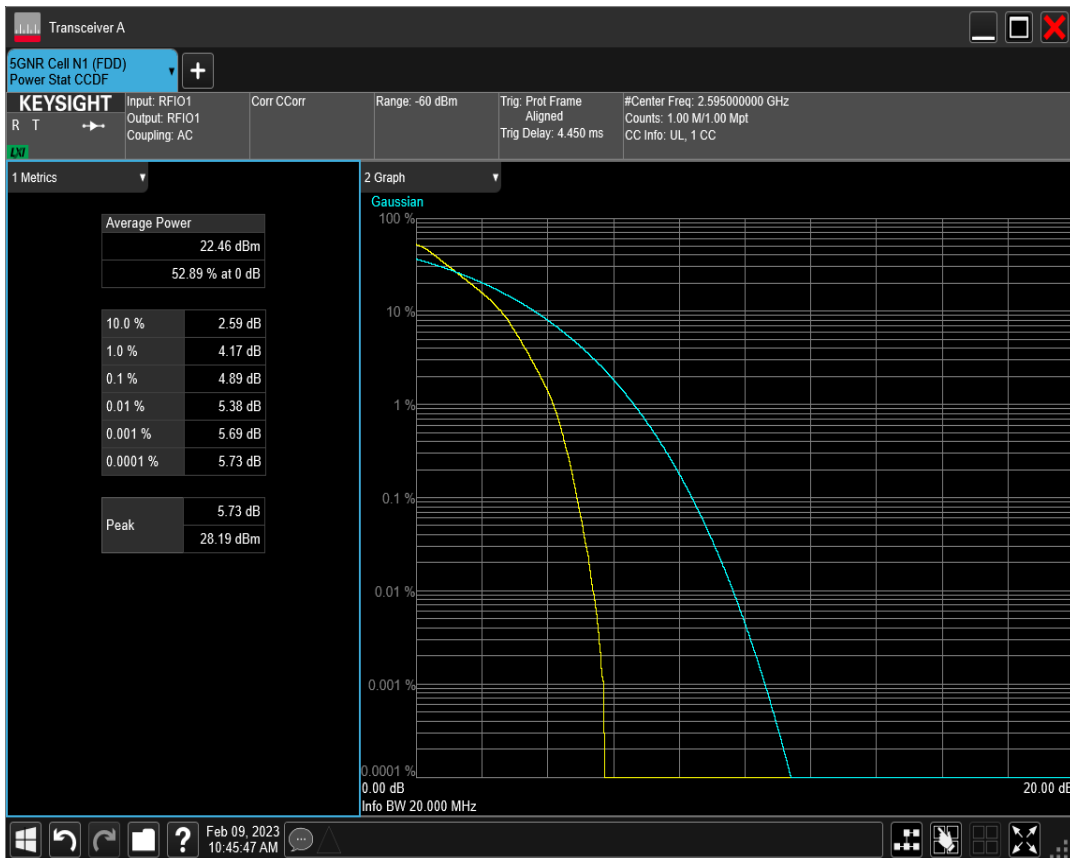 Transceiver A
5GNR Cell N1 (FDD)
Power Stat CCDF
KEYSIGHT
R T
LXI
Input: RFIO1
Output: RFIO1
Coupling: AC
Corr CCorr
Range: -60 dBm
Trig: Prot Frame
Aligned
Trig Delay: 4.450 ms
#Center Freq: 2.595000000 GHz
Counts: 1.00 M/1.00 Mpt
CC Info: UL, 1 CC
1 Metrics
Average Power
22.46 dBm
52.89 % at 0 dB
10.0 % 2.59 dB
1.0 % 4.17 dB
0.1 % 4.89 dB
0.01 % 5.38 dB
0.001 % 5.69 dB
0.0001 % 5.73 dB
Peak 5.73 dB
28.19 dBm
2 Graph
Gaussian
100 %
10 %
1 %
0.1 %
0.01 %
0.001 %
0.0001 %
0.00 dB 20.00 dB
Info BW 20.000 MHz
Feb 09, 2023
10:45:47 AM